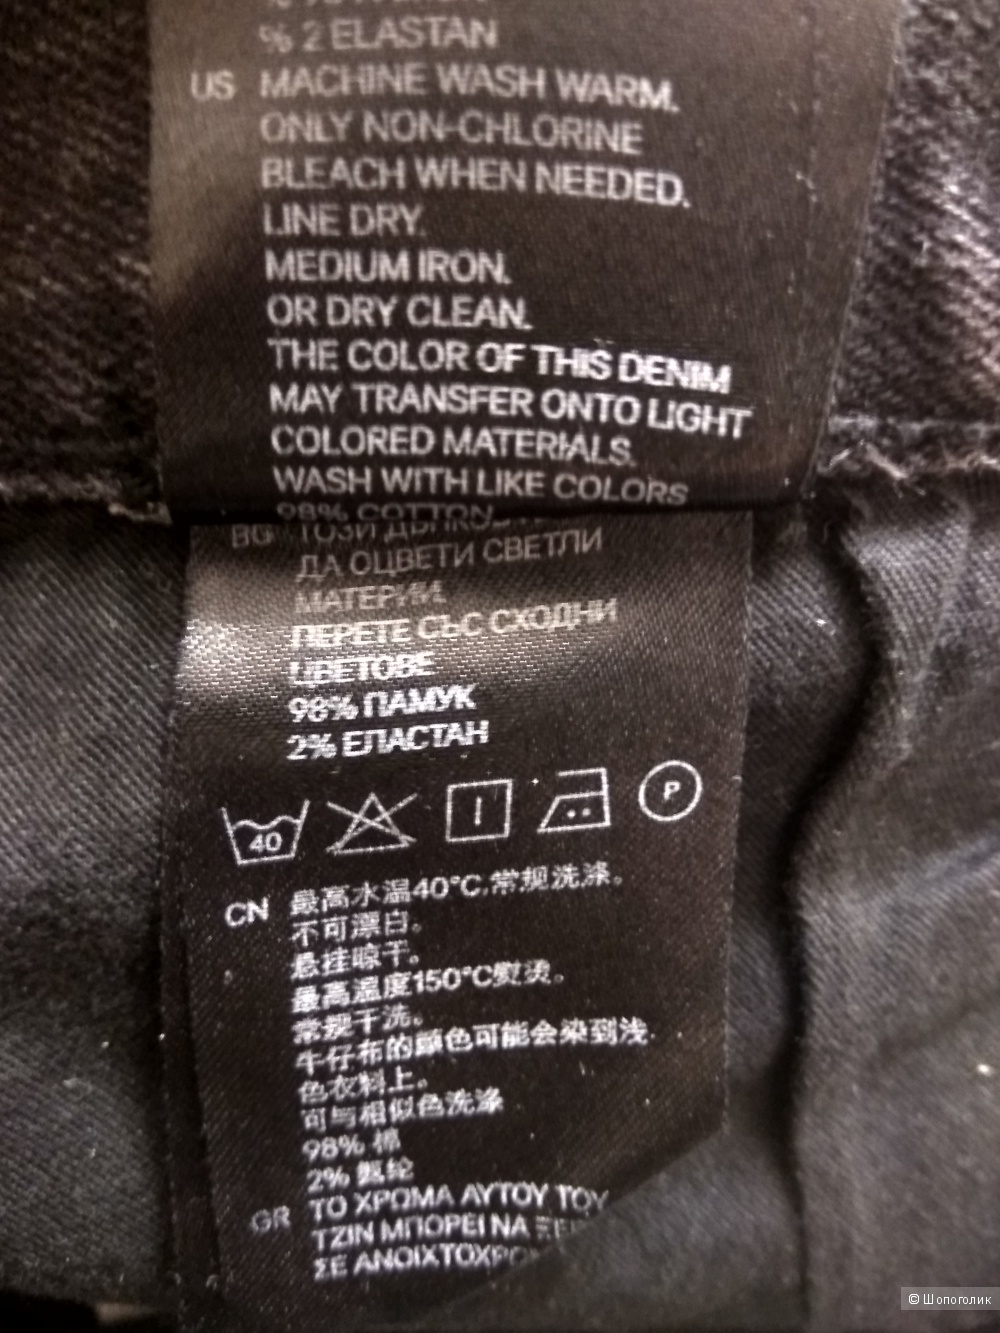 % 2 ELASTAN
US MACHINE WASH WARM.
ONLY NON-CHLORINE
BLEACH WHEN NEEDED.
LINE DRY.
MEDIUM IRON.
OR DRY CLEAN.
THE COLOR OF THIS DENIM
MAY TRANSFER ONTO LIGHT
COLORED MATERIALS.
WASH WITH LIKE COLORS
98% COTTON
BG ТОЗИ
ДА ОЦВЕТИ СВЕТЛИ
МАТЕРИИ.
ПЕРЕТЕ СЪС СХОДНИ
ЦВЕТОВЕ
98% ПАМУК
2% ЕЛАСТАН
40 P
CN 最高水温40°C.常规洗涤。
不可漂白。
悬挂晾干。
最高温度150°C熨烫。
常规干洗。
牛仔布的颜色可能会染到浅
色衣料上。
可与相似色洗涤
98% 棉
2% 氨纶
GR ΤΟ ΧΡΩΜΑ ΑΥΤΟΥ ΤΟΥ
ΤΖΙΝ ΜΠΟΡΕΙ ΝΑ
ΣΕ
© Шопоголик